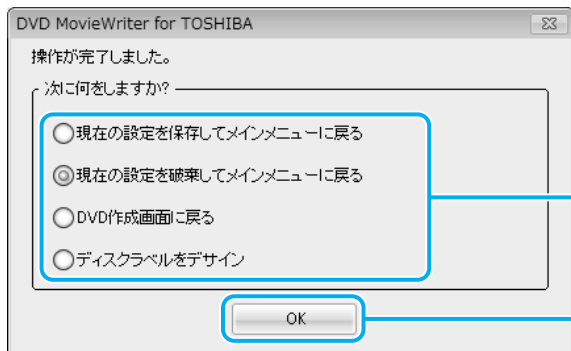 DVD MovieWriter for TOSHIBA
操作が完了しました。
次に何をしますか?
現在の設定を保存してメインメニューに戻る
現在の設定を破棄してメインメニューに戻る
DVD作成画面に戻る
ディスクラベルをデザイン
OK